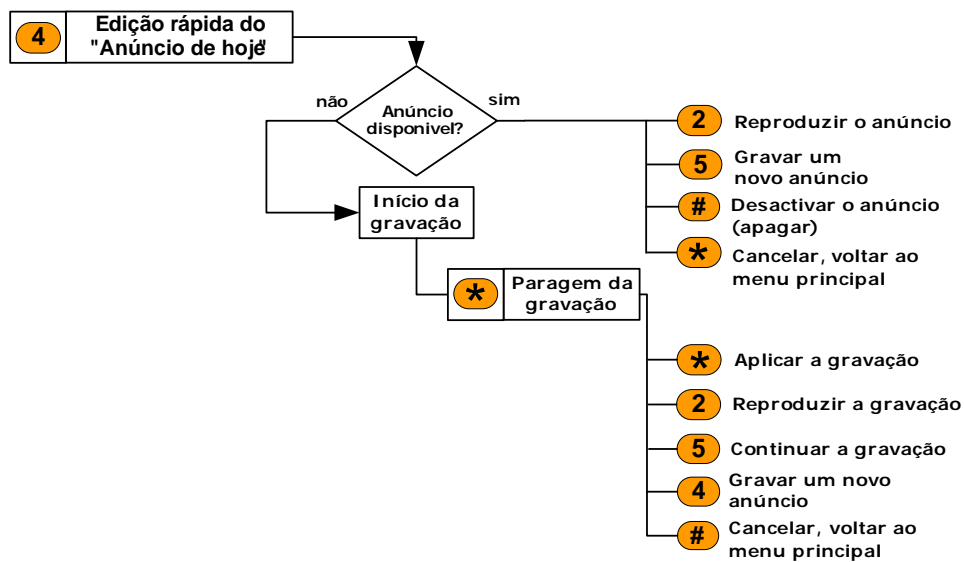 4
Edição rápida do
"Anúncio de hoje"
não
sim
Anúncio
disponivel?
2 Reproduzir o anúncio
5 Gravar um
novo anúncio
# Desactivar o anúncio
(apagar)
* Cancelar, voltar ao
menu principal
Início da
gravação
* Paragem da
gravação
* Aplicar a gravação
2 Reproduzir a gravação
5 Continuar a gravação
4 Gravar um novo
anúncio
# Cancelar, voltar ao
menu principal